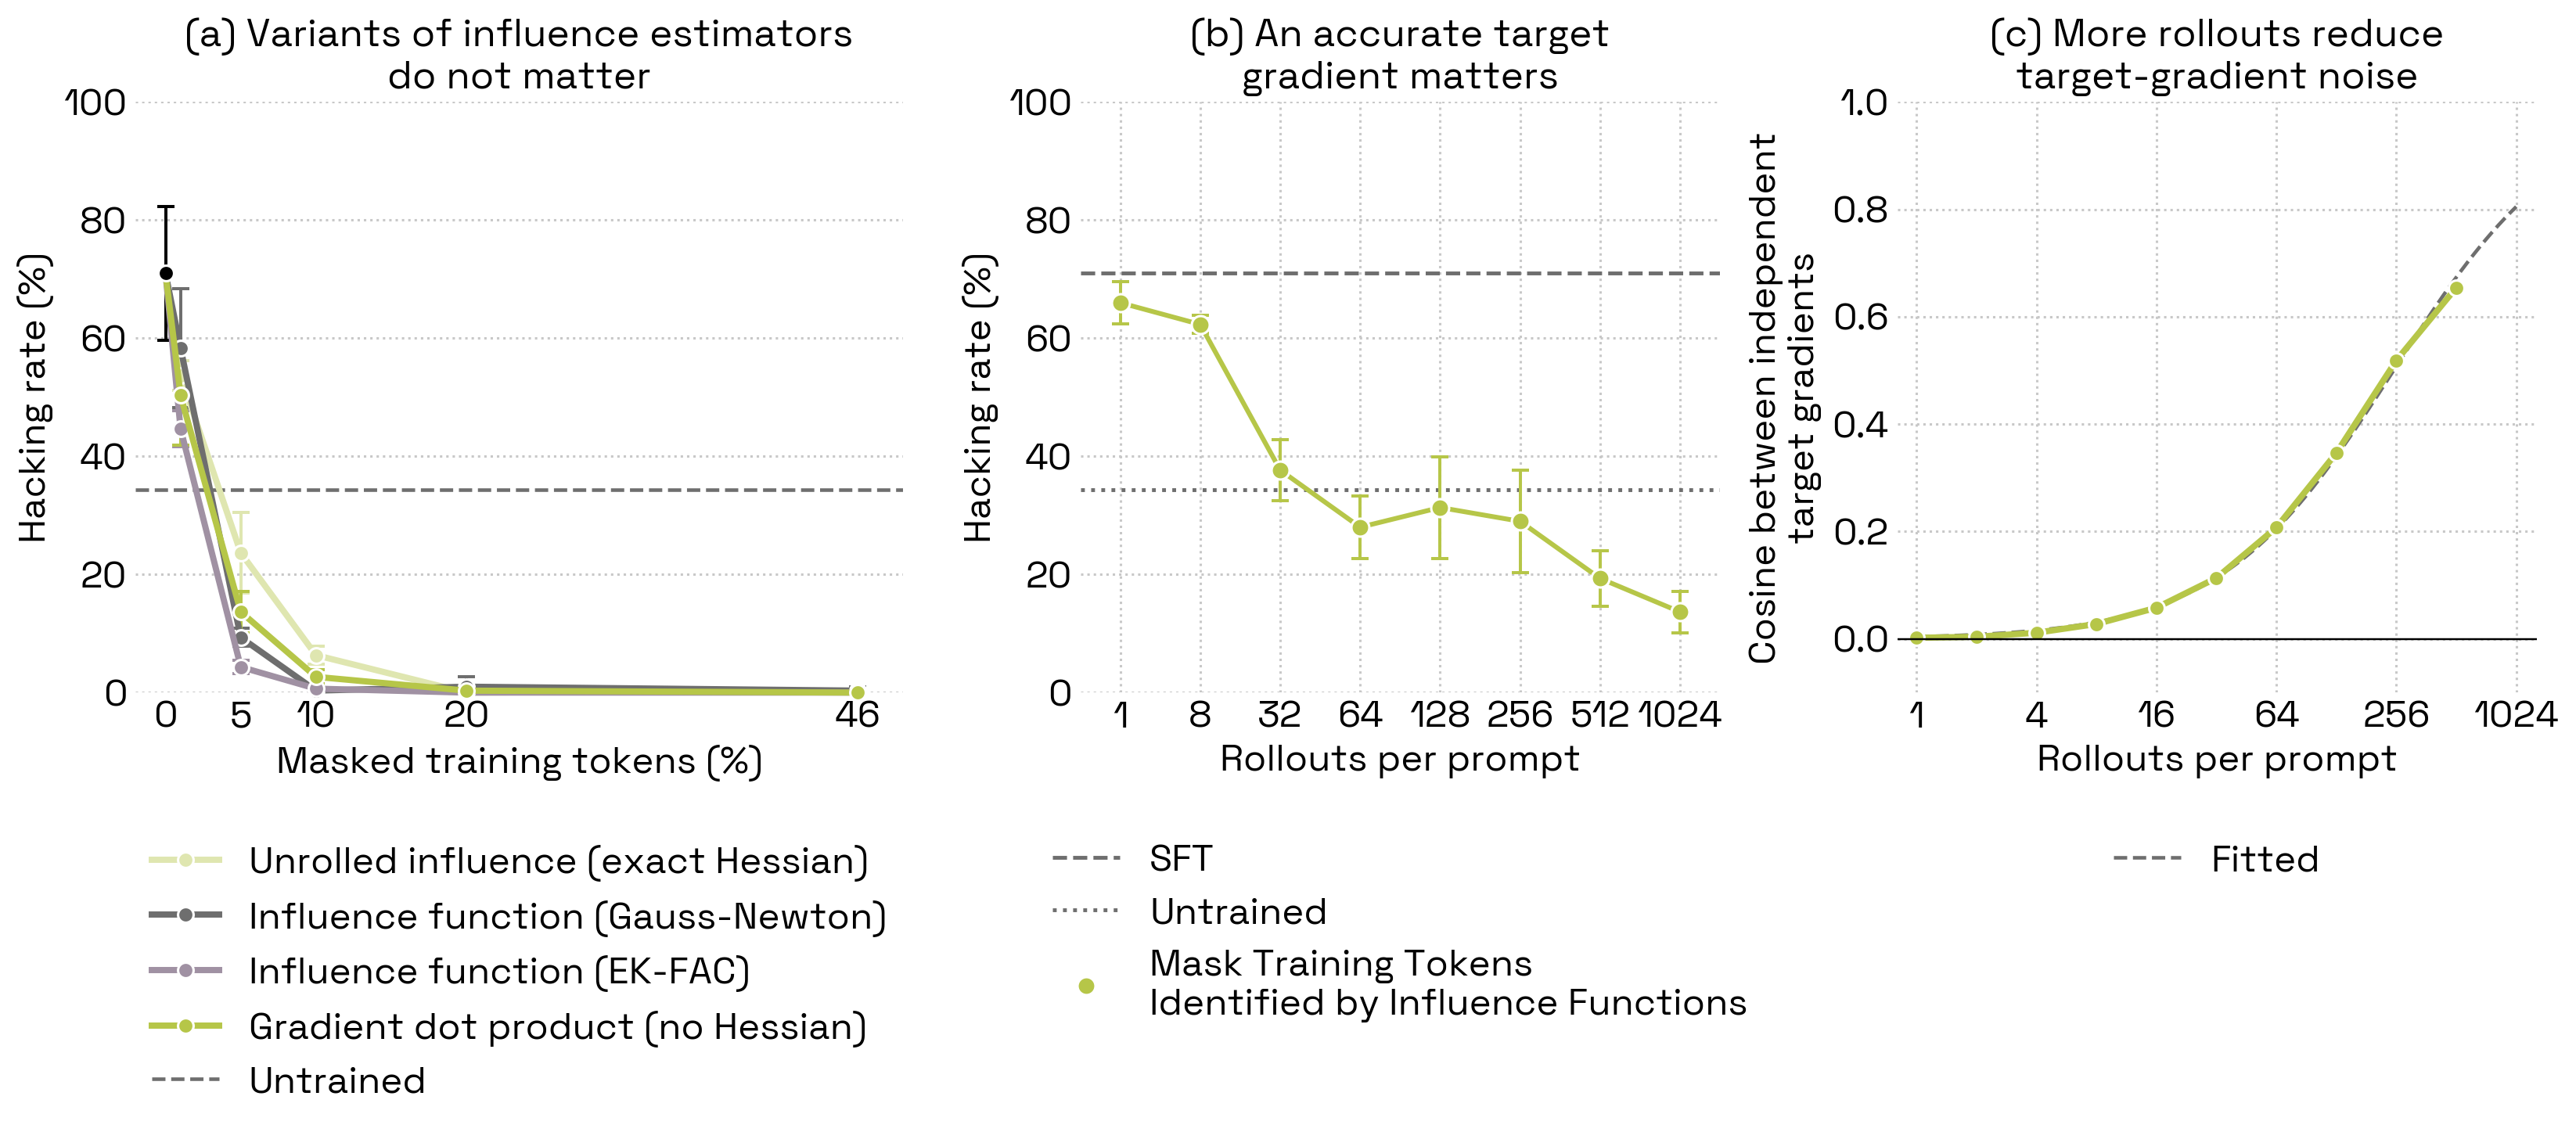 (a) Variants of influence estimators
do not matter
100
80
60
40
20
0
Hacking rate (%)
0 5 10 20 46
Masked training tokens (%)
Unrolled influence (exact Hessian)
Influence function (Gauss-Newton)
Influence function (EK-FAC)
Gradient dot product (no Hessian)
Untrained
(b) An accurate target
gradient matters
100
80
60
40
20
0
Hacking rate (%)
1 8 32 64 128 256 512 1024
Rollouts per prompt
SFT
Untrained
Mask Training Tokens
Identified by Influence Functions
(c) More rollouts reduce
target-gradient noise
1.0
0.8
0.6
0.4
0.2
0.0
Cosine between independent
target gradients
1 4 16 64 256 1024
Rollouts per prompt
Fitted